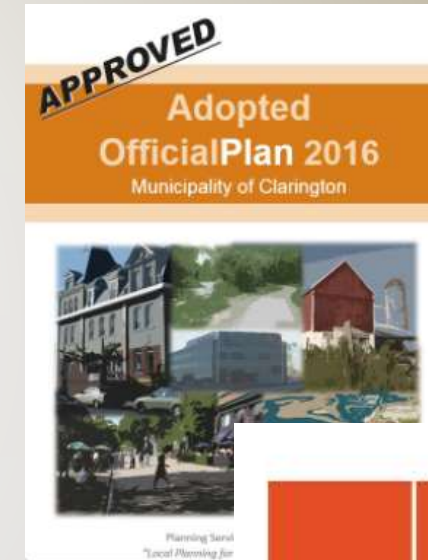 APPROVED
Adopted
OfficialPlan 2016
Municipality of Clarington
Planning Servi
"Local Planning for